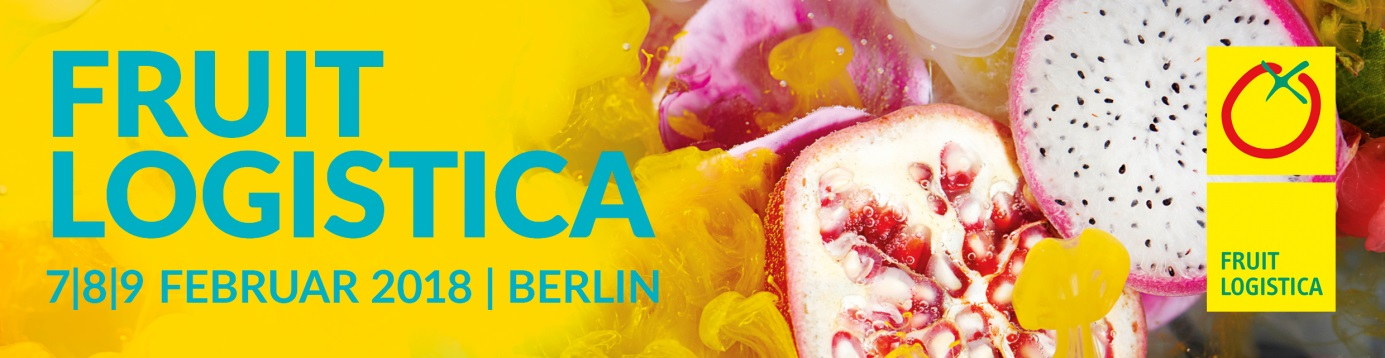 FRUIT
LOGISTICA
7|8|9 FEBRUAR 2018 | BERLIN
FRUIT
LOGISTICA